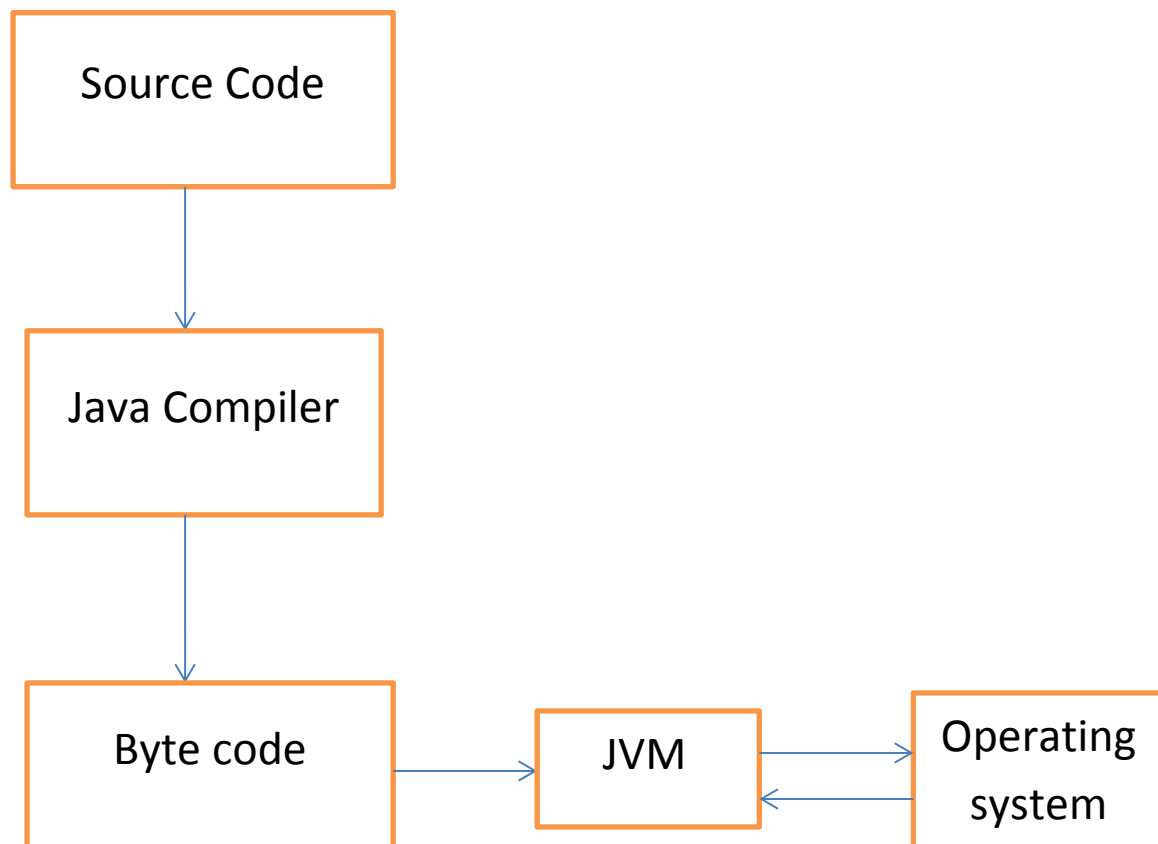 Source Code
Java Compiler
Byte code
JVM
Operating
system